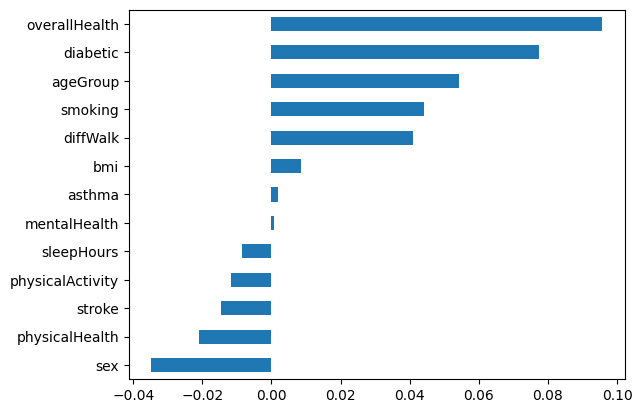 overallHealth
diabetic
ageGroup
smoking
diffWalk
bmi
asthma
mentalHealth
sleepHours
physicalActivity
stroke
physicalHealth
sex
−0.04 −0.02 0.00 0.02 0.04 0.06 0.08 0.10